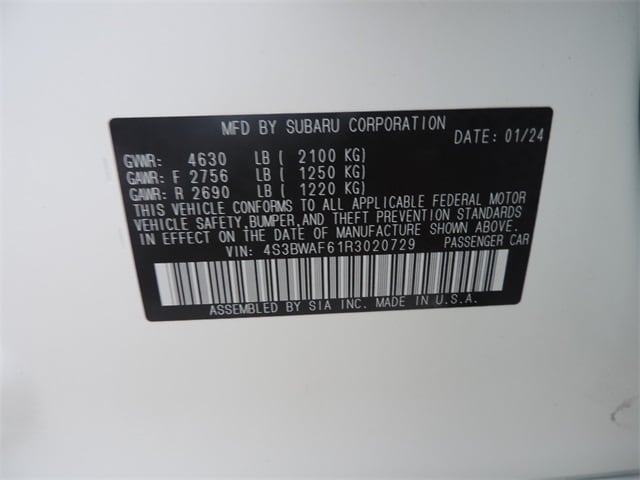 MFD BY SUBARU CORPORATION DATE: 01/24
GVWR: 4630 LB ( 2100 KG)
GAWR: F 2756 LB ( 1250 KG)
GAWR: R 2690 LB ( 1220 KG)
THIS VEHICLE CONFORMS TO ALL APPLICABLE FEDERAL MOTOR
VEHICLE SAFETY, BUMPER, AND THEFT PREVENTION STANDARDS
IN EFFECT ON THE DATE OF MANUFACTURE SHOWN ABOVE.
VIN: 4S3BWAF61R3020729 PASSENGER CAR
ASSEMBLED BY SIA INC. MADE IN U.S.A.